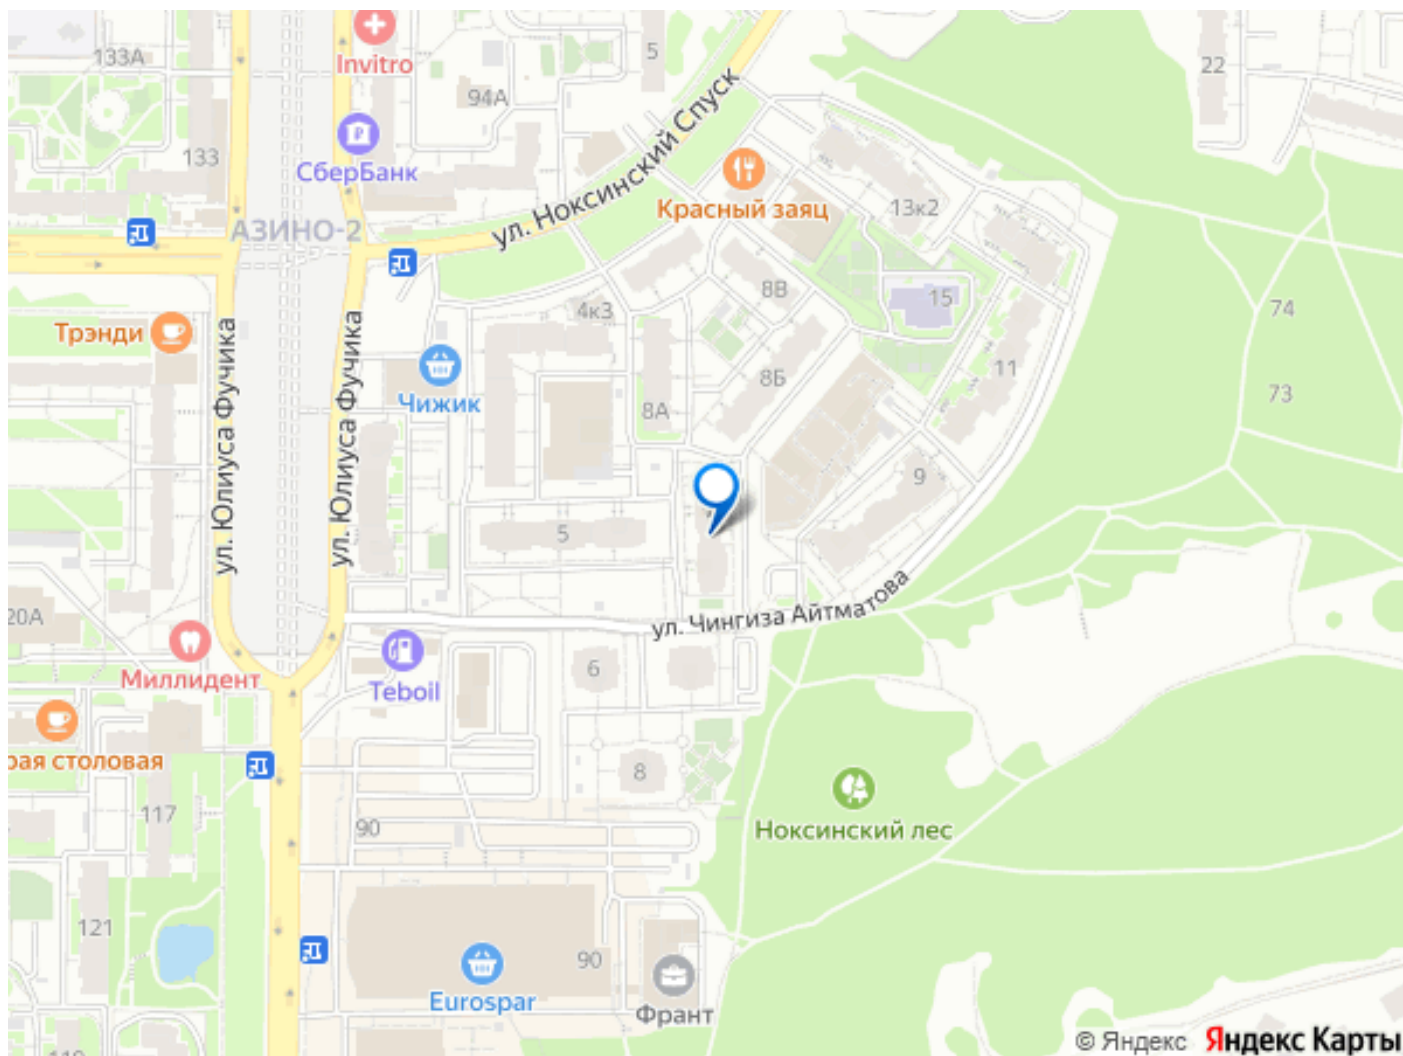 133А
Invitro
5
22
94А
133
СберБанк
ул. Ноксинский Спуск
Красный заяц
13к2
АЗИНО-2
8В
15
74
4к3
Трэнди
ул. Юлиуса Фучика
ул. Юлиуса Фучика
Чижик
8Б
11
73
8А
9
5
20А
ул. Чингиза Айтматова
Миллидент
Teboil
6
рая столовая
8
117
90
Ноксинский лес
121
90
Eurospar
Франт
© Яндекс Яндекс Карты